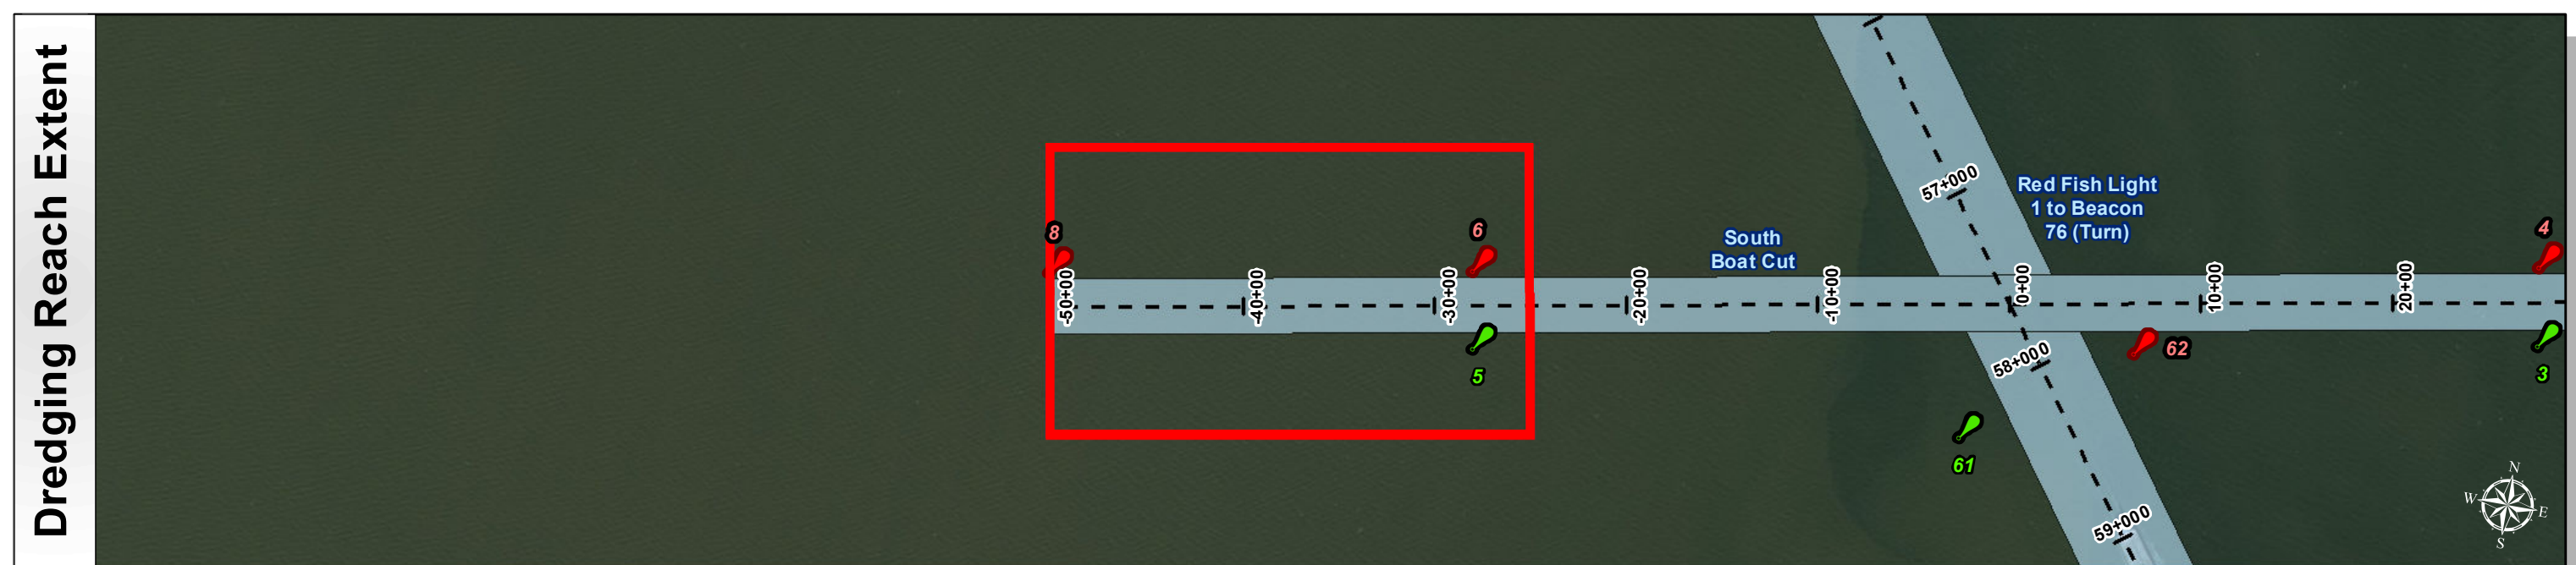 Dredging Reach Extent
57+000
Red Fish Light
1 to Beacon
76 (Turn)
8
6
4
South
Boat Cut
-50+00
-40+00
-30+00
-20+00
-10+00
0+00
10+00
20+00
58+000
62
5
3
61
59+000
N
W
E
S